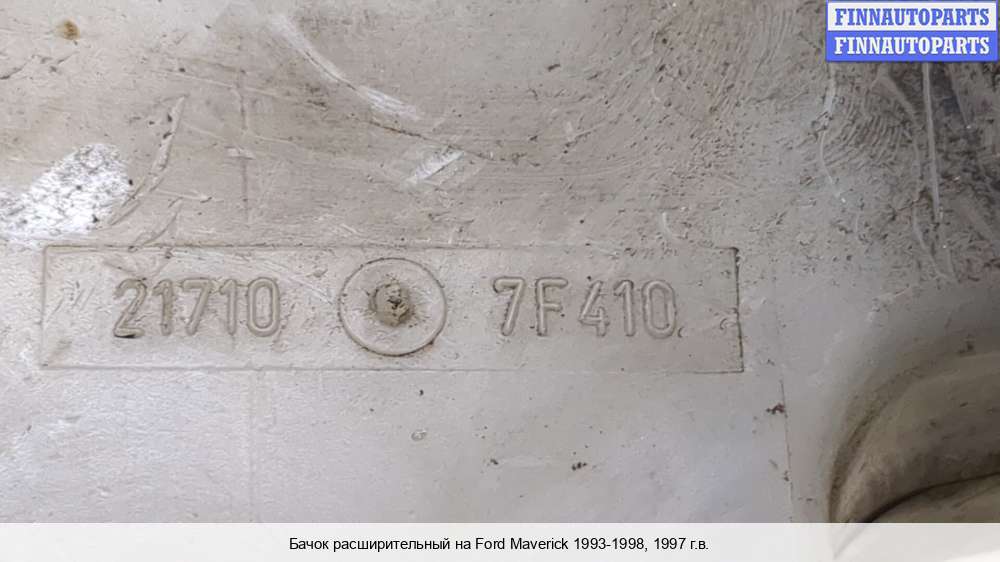 FINNAUTOPARTS
FINNAUTOPARTS
21710 7F410
Бачок расширительный на Ford Maverick 1993-1998, 1997 г.в.